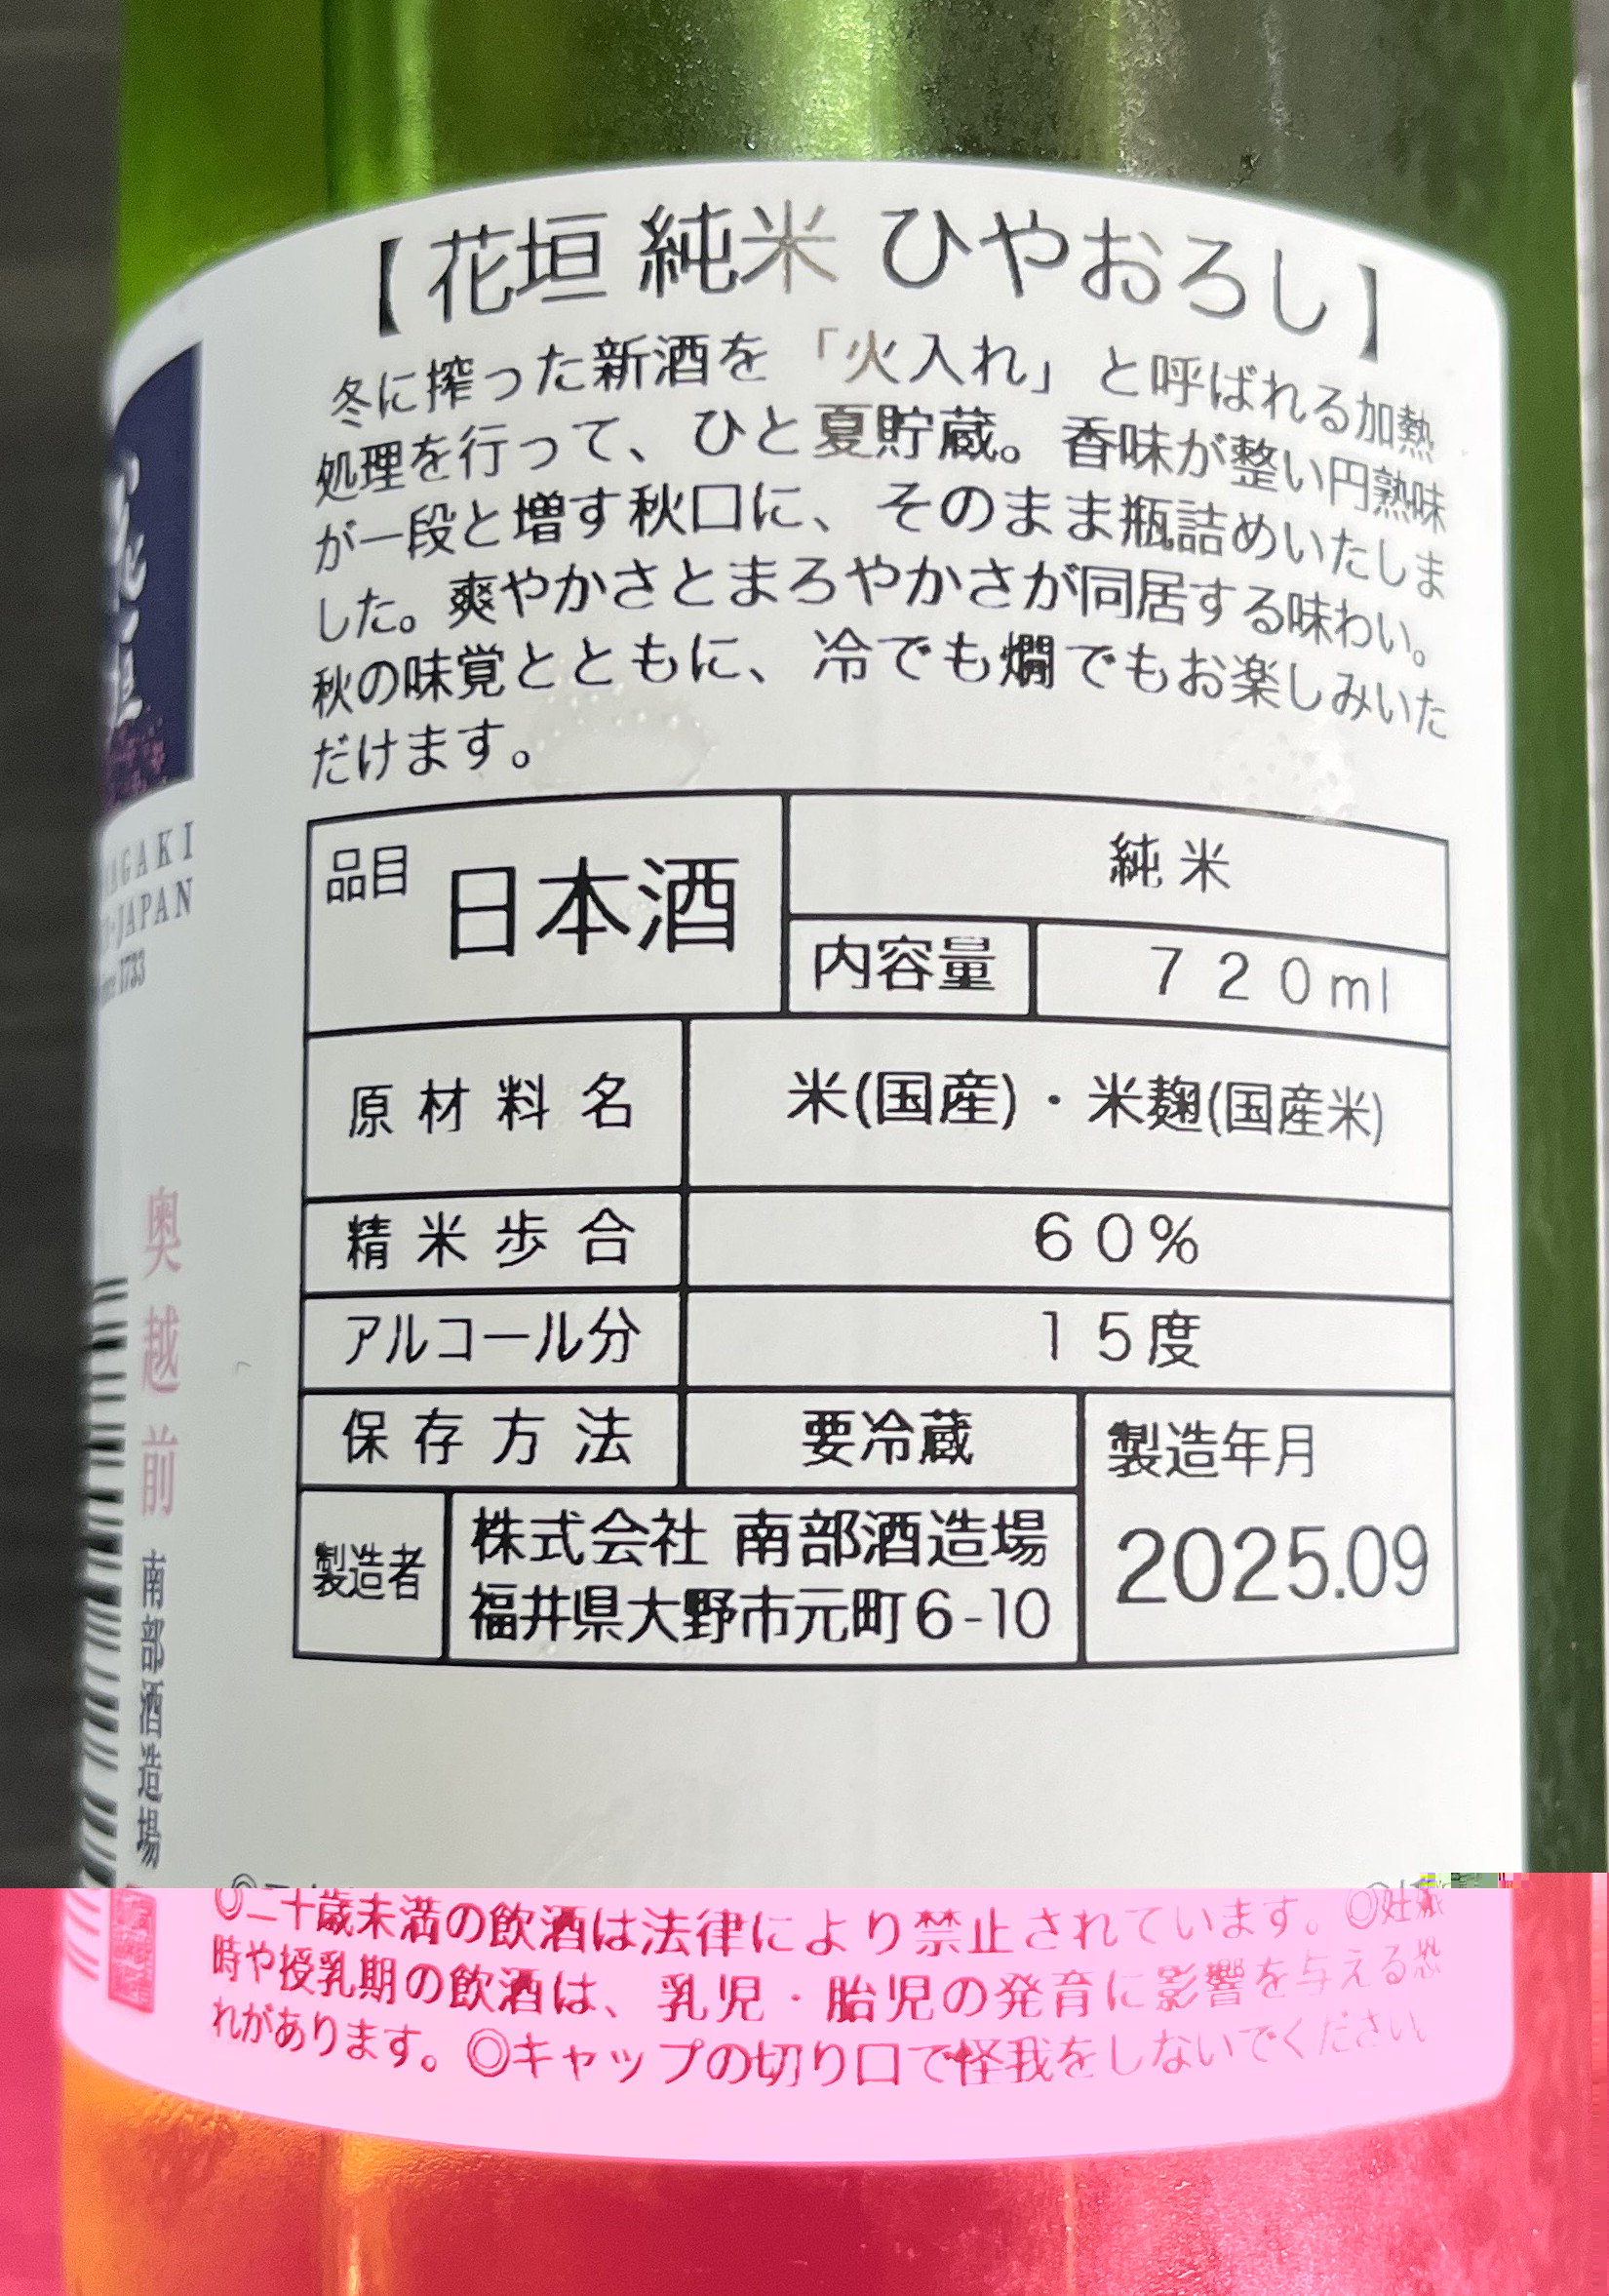 【花垣 純米 ひやおろし】
冬に搾った新酒を「火入れ」と呼ばれる加熱
処理を行って、ひと夏貯蔵。香味が整い円熟味
が一段と増す秋口に、そのまま瓶詰めいたしま
した。爽やかさとまろやかさが同居する味わい。
秋の味覚とともに、冷でも燗でもお楽しみいた
だけます。
品目 日本酒
純米
内容量 720ml
原材料名 米(国産)・米麹(国産米)
精米歩合 60%
アルコール分 15度
保存方法 要冷蔵
製造年月
2025.09
製造者
株式会社 南部酒造場
福井県大野市元町6-10
◎二十歳未満の飲酒は法律により禁止されています。◎妊娠
時や授乳期の飲酒は、乳児・胎児の発育に影響を与える恐
れがあります。◎キャップの切り口で怪我をしないでください。
AGAKI
JAPAN
1733
奥越前
南部酒造場